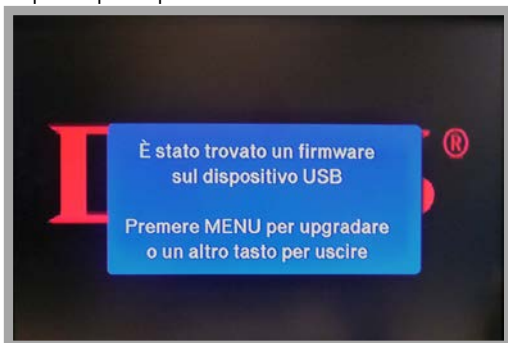 È stato trovato un firmware
sul dispositivo USB
Premere MENU per upgradare
o un altro tasto per uscire
®